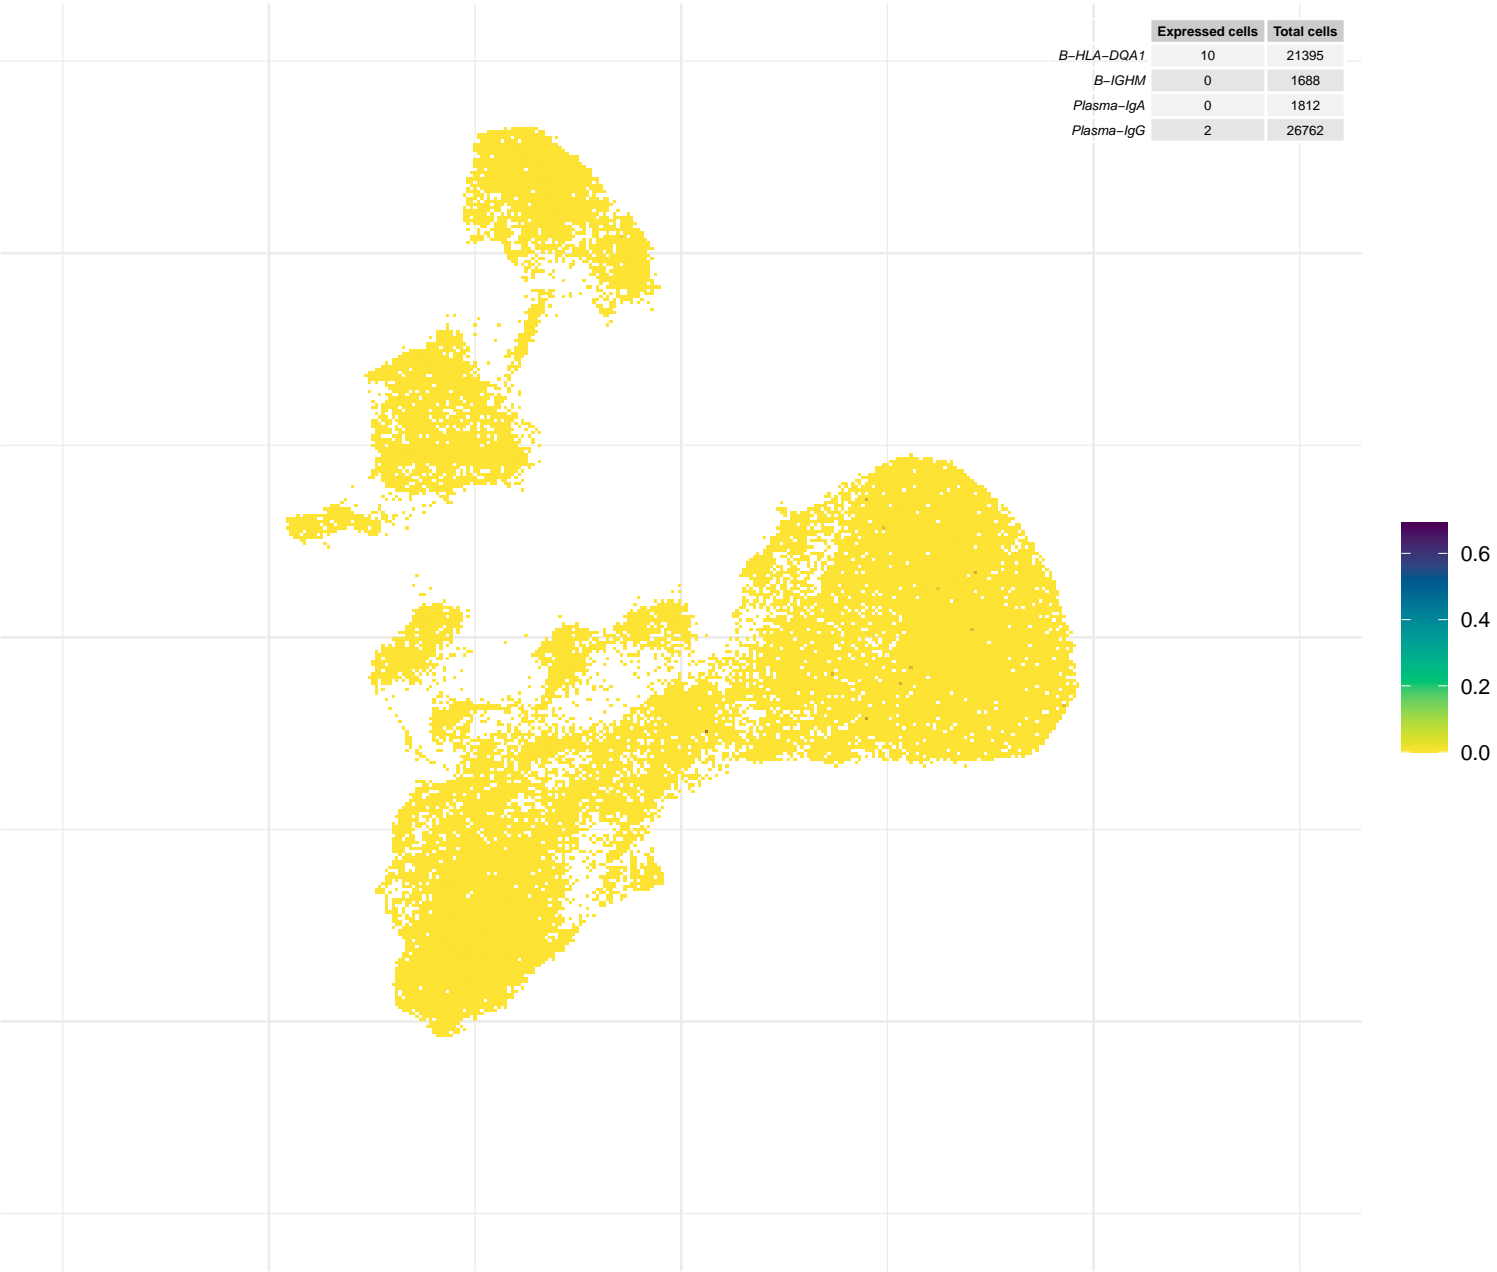 Expressed cells Total cells
B−HLA−DQA1 10 21395
B−IGHM 0 1688
Plasma−IgA 0 1812
Plasma−IgG 2 26762
0.6
0.4
0.2
0.0